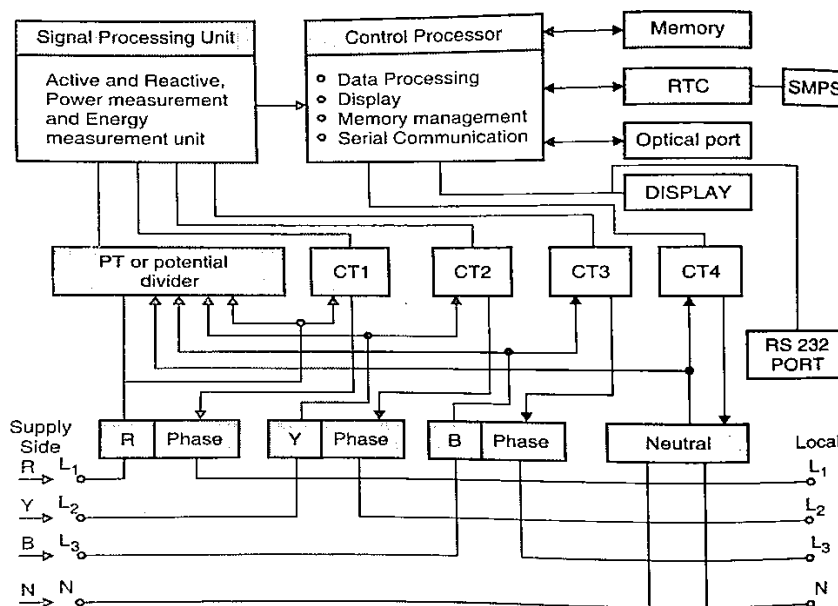 Signal Processing Unit
Active and Reactive,
Power measurement
and Energy
measurement unit
Control Processor
Data Processing
Display
Memory management
Serial Communication
Memory
RTC
SMPS
Optical port
DISPLAY
PT or potential
divider
CT1
CT2
CT3
CT4
RS 232
PORT
R Phase
Y Phase
B Phase
Neutral
Supply
Side
Local
R L1
L1
Y L2
L2
B L3
L3
N N
N